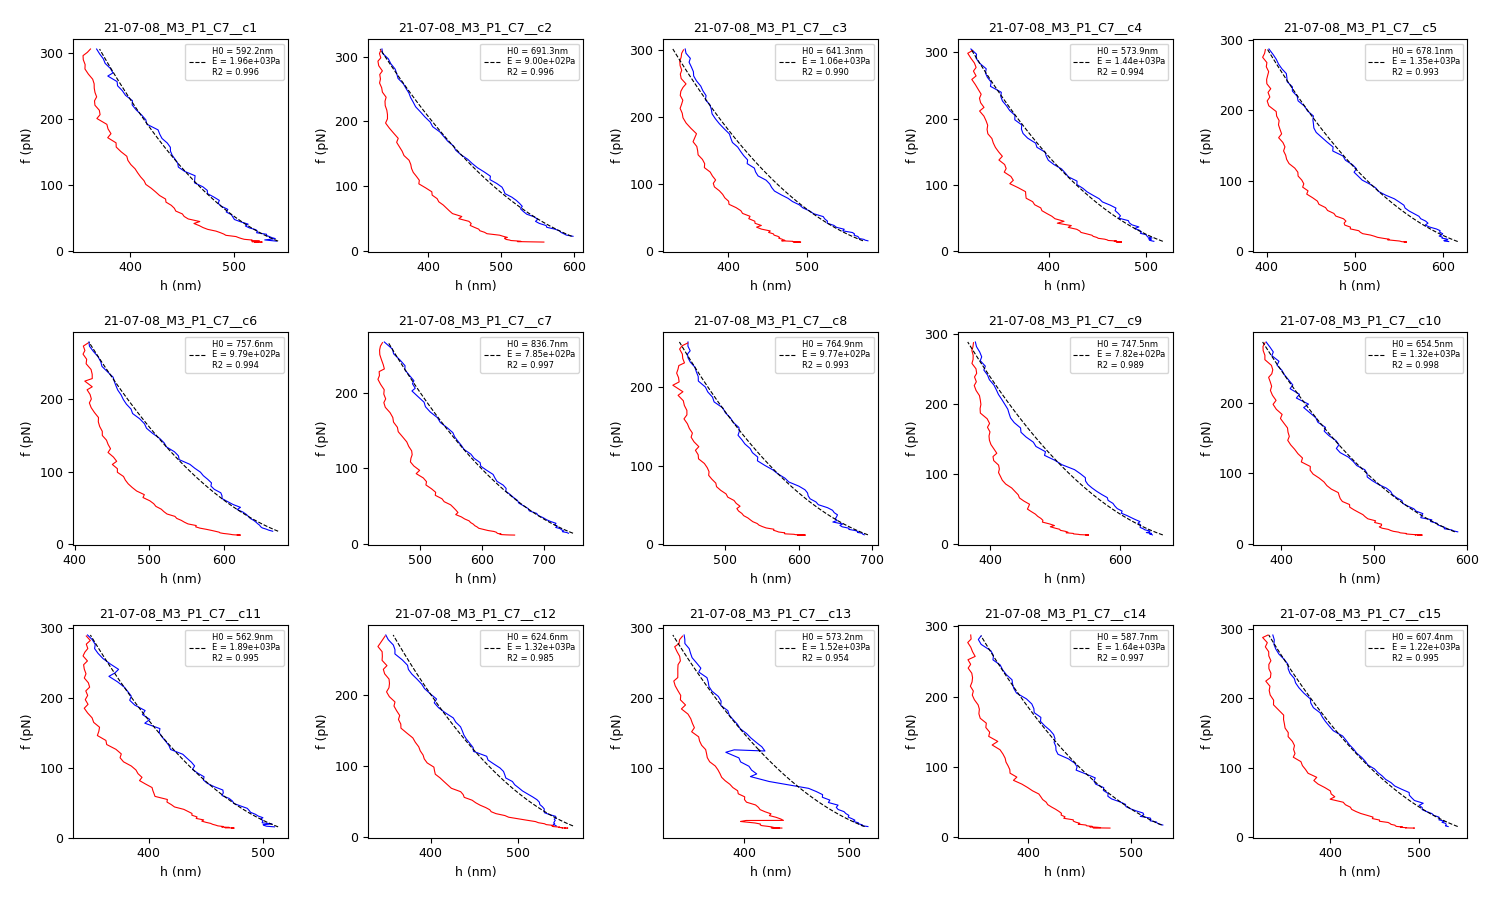 21-07-08_M3_P1_C7__c1
H0 = 592.2nm
E = 1.96e+03Pa
R2 = 0.996
f (pN)
300
200
100
0
400 500
h (nm)
21-07-08_M3_P1_C7__c2
H0 = 691.3nm
E = 9.00e+02Pa
R2 = 0.996
f (pN)
300
200
100
0
400 500 600
h (nm)
21-07-08_M3_P1_C7__c3
H0 = 641.3nm
E = 1.06e+03Pa
R2 = 0.990
f (pN)
300
200
100
0
400 500
h (nm)
21-07-08_M3_P1_C7__c4
H0 = 573.9nm
E = 1.44e+03Pa
R2 = 0.994
f (pN)
300
200
100
0
400 500
h (nm)
21-07-08_M3_P1_C7__c5
H0 = 678.1nm
E = 1.35e+03Pa
R2 = 0.993
f (pN)
300
200
100
0
400 500 600
h (nm)
21-07-08_M3_P1_C7__c6
H0 = 757.6nm
E = 9.79e+02Pa
R2 = 0.994
f (pN)
200
100
0
400 500 600
h (nm)
21-07-08_M3_P1_C7__c7
H0 = 836.7nm
E = 7.85e+02Pa
R2 = 0.997
f (pN)
200
100
0
500 600 700
h (nm)
21-07-08_M3_P1_C7__c8
H0 = 764.9nm
E = 9.77e+02Pa
R2 = 0.993
f (pN)
200
100
0
500 600 700
h (nm)
21-07-08_M3_P1_C7__c9
H0 = 747.5nm
E = 7.82e+02Pa
R2 = 0.989
f (pN)
300
200
100
0
400 600
h (nm)
21-07-08_M3_P1_C7__c10
H0 = 654.5nm
E = 1.32e+03Pa
R2 = 0.998
f (pN)
200
100
0
400 500 600
h (nm)
21-07-08_M3_P1_C7__c11
H0 = 562.9nm
E = 1.89e+03Pa
R2 = 0.995
f (pN)
300
200
100
0
400 500
h (nm)
21-07-08_M3_P1_C7__c12
H0 = 624.6nm
E = 1.32e+03Pa
R2 = 0.985
f (pN)
200
100
0
400 500
h (nm)
21-07-08_M3_P1_C7__c13
H0 = 573.2nm
E = 1.52e+03Pa
R2 = 0.954
f (pN)
300
200
100
400 500
h (nm)
21-07-08_M3_P1_C7__c14
H0 = 587.7nm
E = 1.64e+03Pa
R2 = 0.997
f (pN)
300
200
100
0
400 500
h (nm)
21-07-08_M3_P1_C7__c15
H0 = 607.4nm
E = 1.22e+03Pa
R2 = 0.995
f (pN)
300
200
100
0
400 500
h (nm)